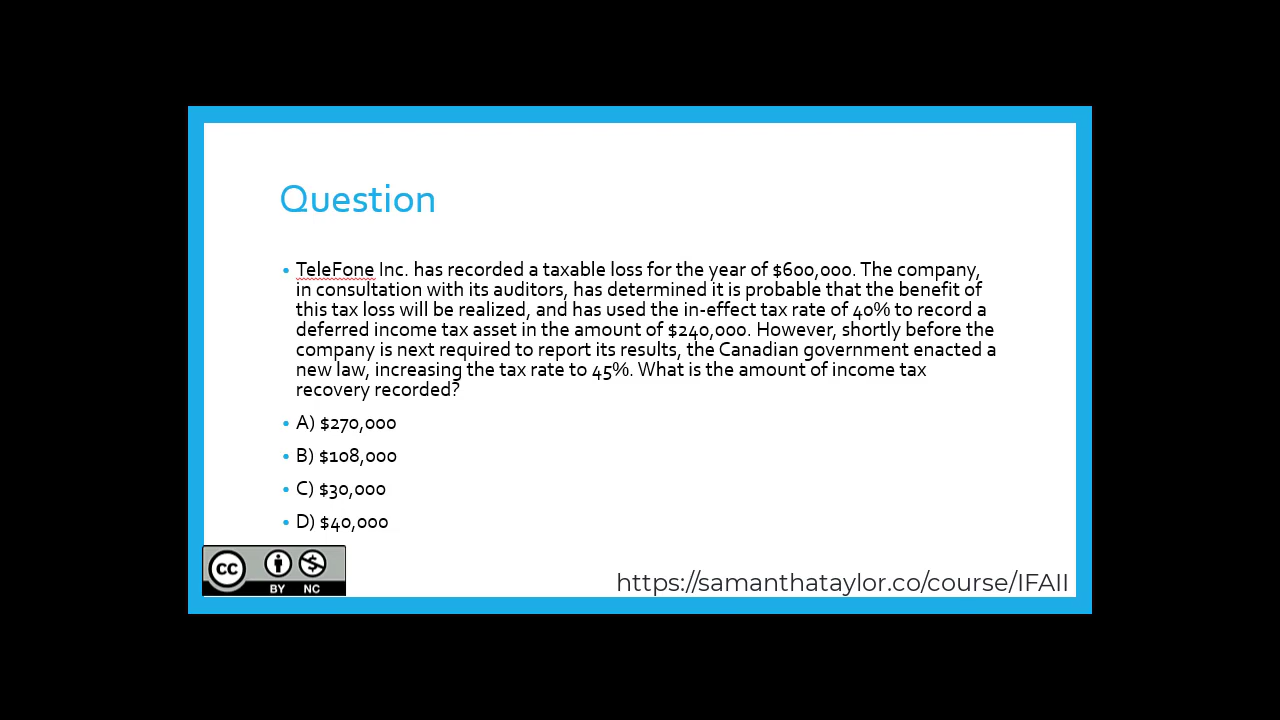 Question
• TeleFone Inc. has recorded a taxable loss for the year of $600,000. The company,
in consultation with its auditors, has determined it is probable that the benefit of
this tax loss will be realized, and has used the in-effect tax rate of 40% to record a
deferred income tax asset in the amount of $240,000. However, shortly before the
company is next required to report its results, the Canadian government enacted a
new law, increasing the tax rate to 45%. What is the amount of income tax
recovery recorded?
• A) $270,000
• B) $108,000
• C) $30,000
• D) $40,000
cc
BY NC
https://samanthataylor.co/course/IFAII